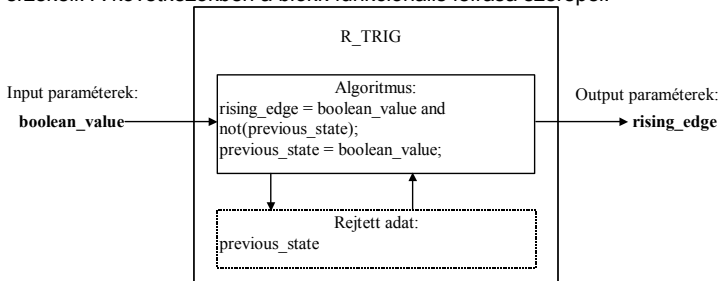 R_TRIG
Input paraméterek:
boolean_value
Algoritmus:
rising_edge = boolean_value and
not(previous_state);
previous_state = boolean_value;
Output paraméterek:
rising_edge
Rejtett adat:
previous_state